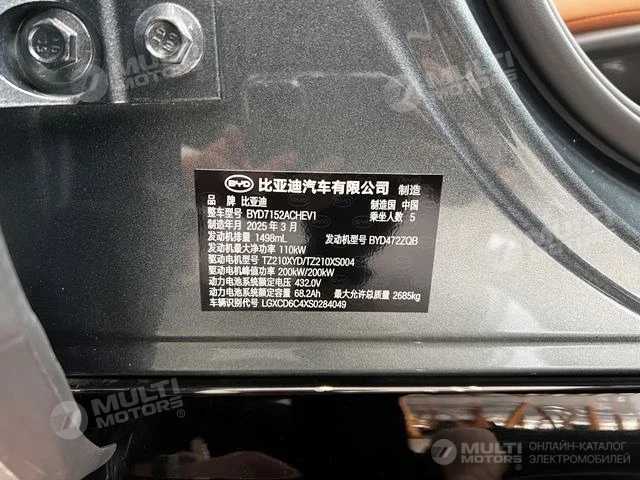 BYD 比亚迪汽车有限公司 制造
品 牌 比亚迪 制造国 中国
整车型号 BYD7152ACHEV1 乘坐人数 5
制造年月 2025 年 3 月
发动机排量 1498mL 发动机型号 BYD472ZQB
发动机最大净功率 110kW
驱动电机型号 TZ210XYD/TZ210XS004
驱动电机峰值功率 200kW/200kW
动力电池系统额定电压 432.0V
动力电池系统额定容量 68.2Ah 最大允许总质量 2685kg
车辆识别代号 LGXCD6C4XS0284049
MULTI MOTORS
MULTI MOTORS
MULTI MOTORS
MULTI MOTORS
MULTI MOTORS ОНЛАЙН-КАТАЛОГ ЭЛЕКТРОМОБИЛЕЙ